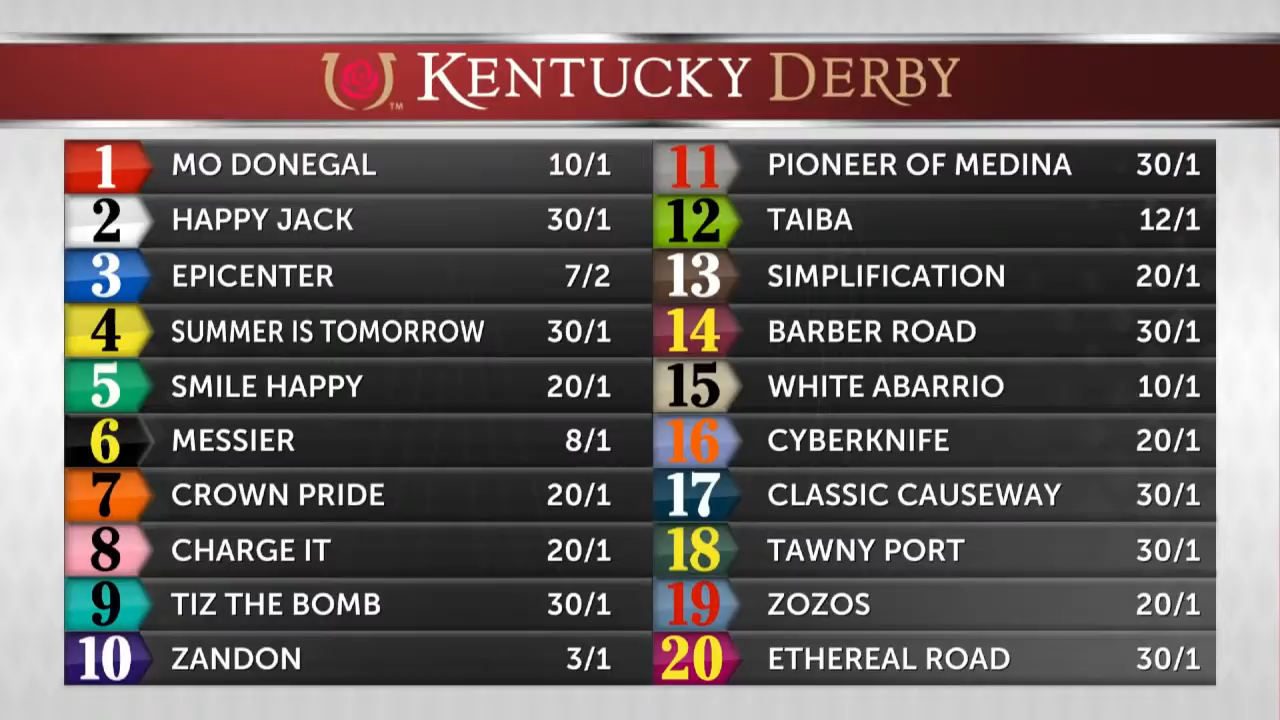 KENTUCKY DERBY
TM
1 MO DONEGAL 10/1
2 HAPPY JACK 30/1
3 EPICENTER 7/2
4 SUMMER IS TOMORROW 30/1
5 SMILE HAPPY 20/1
6 MESSIER 8/1
7 CROWN PRIDE 20/1
8 CHARGE IT 20/1
9 TIZ THE BOMB 30/1
10 ZANDON 3/1
11 PIONEER OF MEDINA 30/1
12 TAIBA 12/1
13 SIMPLIFICATION 20/1
14 BARBER ROAD 30/1
15 WHITE ABARRIO 10/1
16 CYBERKNIFE 20/1
17 CLASSIC CAUSEWAY 30/1
18 TAWNY PORT 30/1
19 ZOZOS 20/1
20 ETHEREAL ROAD 30/1